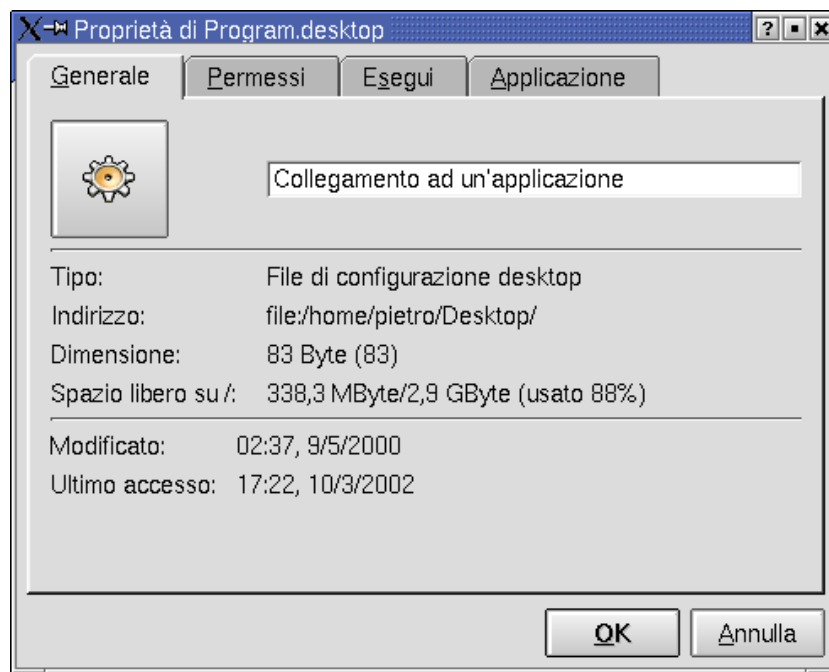 Proprietà di Program.desktop
Generale Permessi Esegui Applicazione
Collegamento ad un'applicazione
Tipo: File di configurazione desktop
Indirizzo: file:/home/pietro/Desktop/
Dimensione: 83 Byte (83)
Spazio libero su /: 338,3 MByte/2,9 GByte (usato 88%)
Modificato: 02:37, 9/5/2000
Ultimo accesso: 17:22, 10/3/2002
OK Annulla